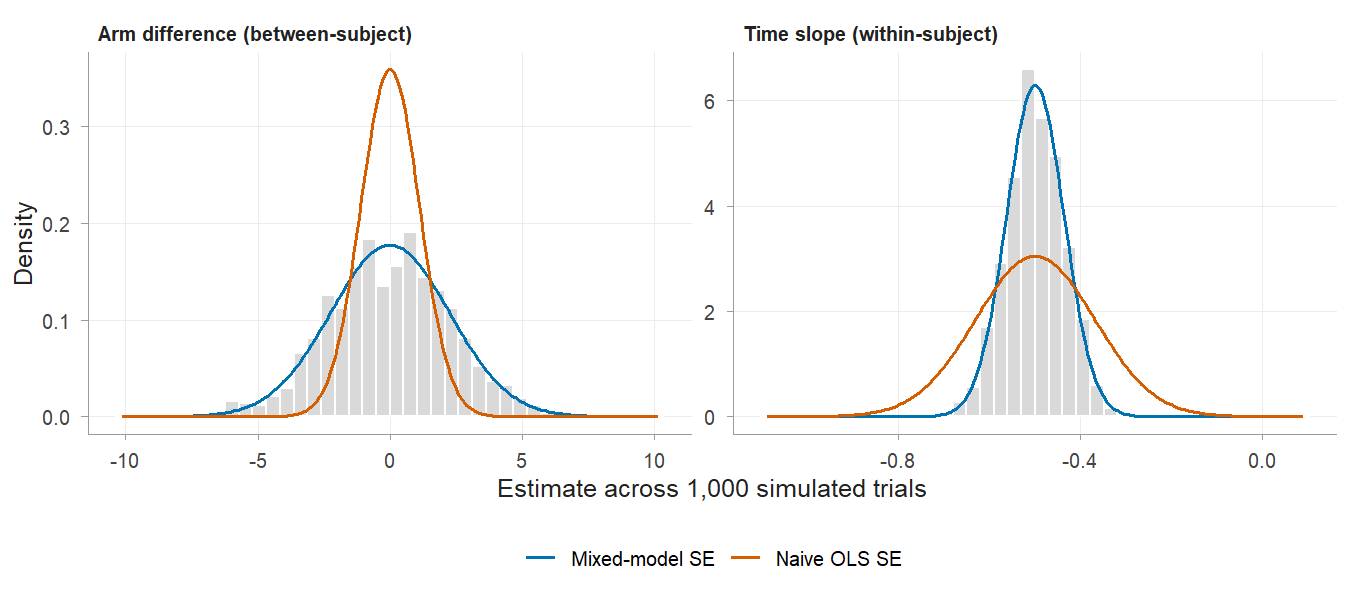 Arm difference (between-subject)
Time slope (within-subject)
Density
0.3
0.2
0.1
0.0
-10
-5
0
5
10
6
4
2
0
-0.8
-0.4
0.0
Estimate across 1,000 simulated trials
Mixed-model SE
Naive OLS SE